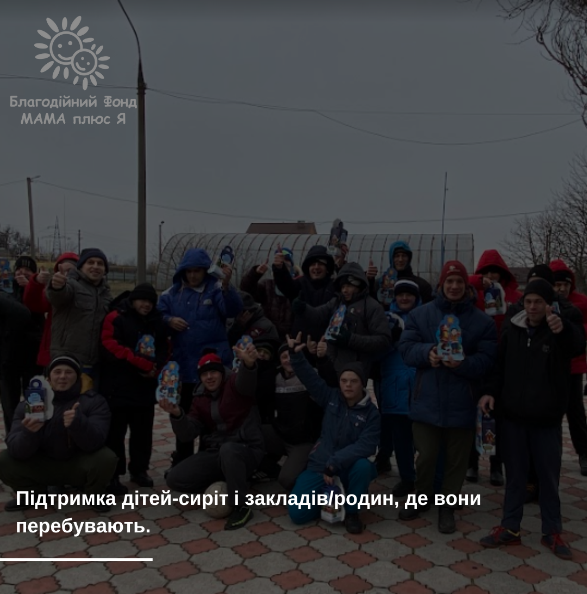 Благодійний Фонд
МАМА плюс Я
Підтримка дітей-сиріт і закладів/родин, де вони
перебувають.